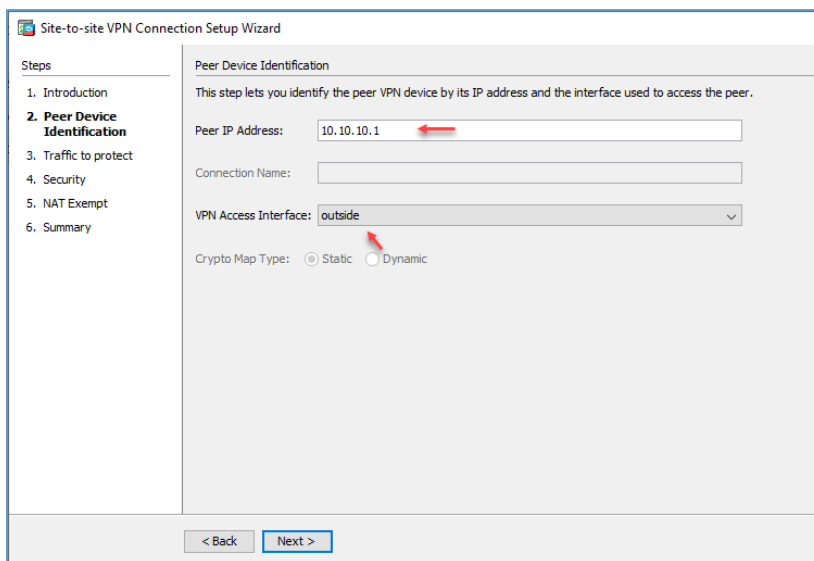 Site-to-site VPN Connection Setup Wizard
Steps
1. Introduction
2. Peer Device
Identification
3. Traffic to protect
4. Security
5. NAT Exempt
6. Summary
Peer Device Identification
This step lets you identify the peer VPN device by its IP address and the interface used to access the peer.
Peer IP Address: 10.10.10.1
Connection Name:
VPN Access Interface: outside
Crypto Map Type: Static Dynamic
< Back Next >